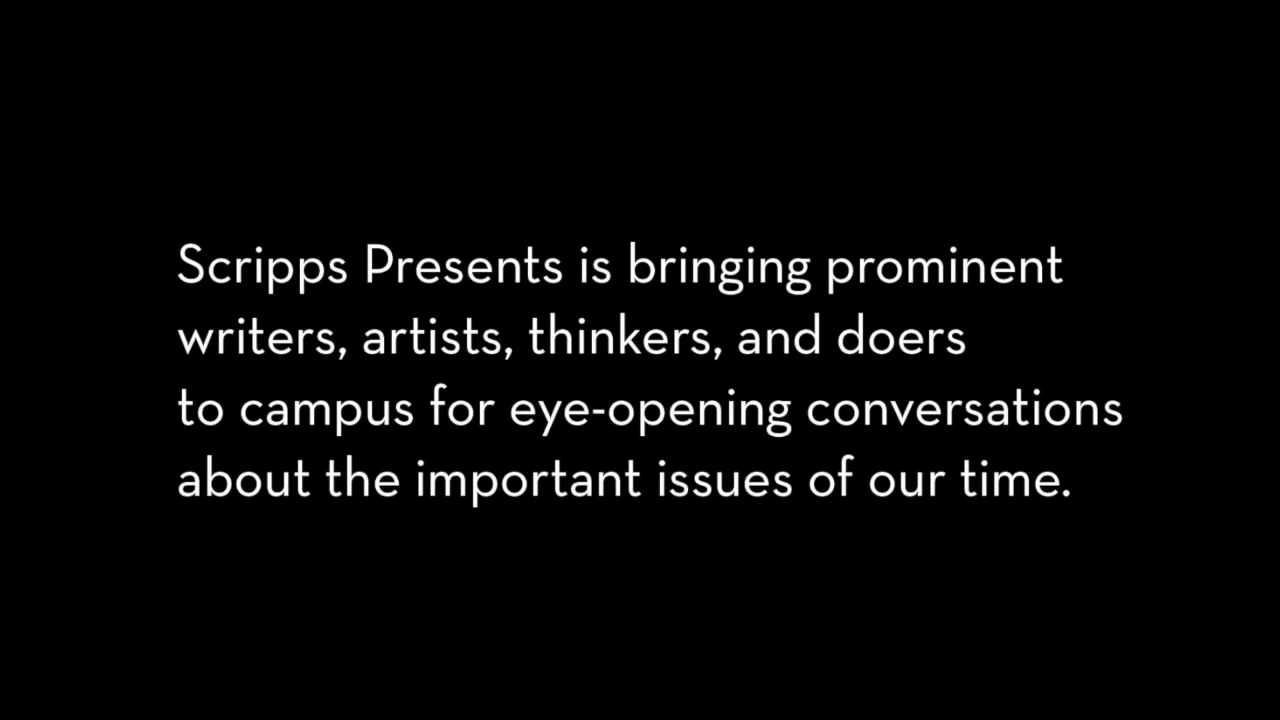 Scripps Presents is bringing prominent
writers, artists, thinkers, and doers
to campus for eye-opening conversations
about the important issues of our time.